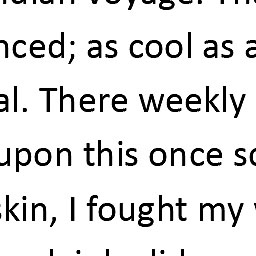 voyage.
nced; as cool as a
al. There weekly
upon this once so
skin, I fought my